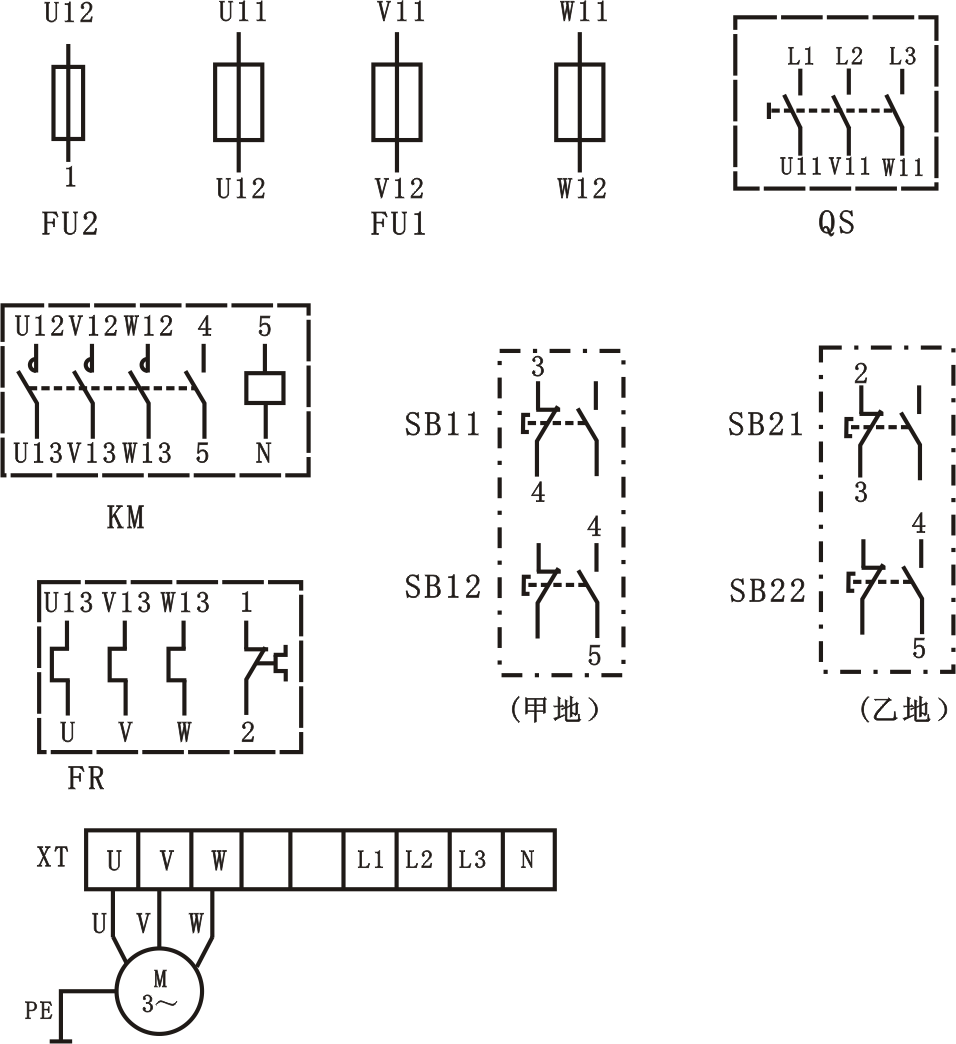 U12 U11 V11 W11
L1 L2 L3
U11 V11 W11
1 U12 V12 W12
FU2 FU1 QS
U12 V12 W12 4 5
U13 V13 W13 5 N
KM
3
SB11
4
4
SB12
5
(甲地)
2
SB21
3
4
SB22
5
(乙地)
U13 V13 W13 1
U V W 2
FR
XT U V W L1 L2 L3 N
U V W
M
3～
PE